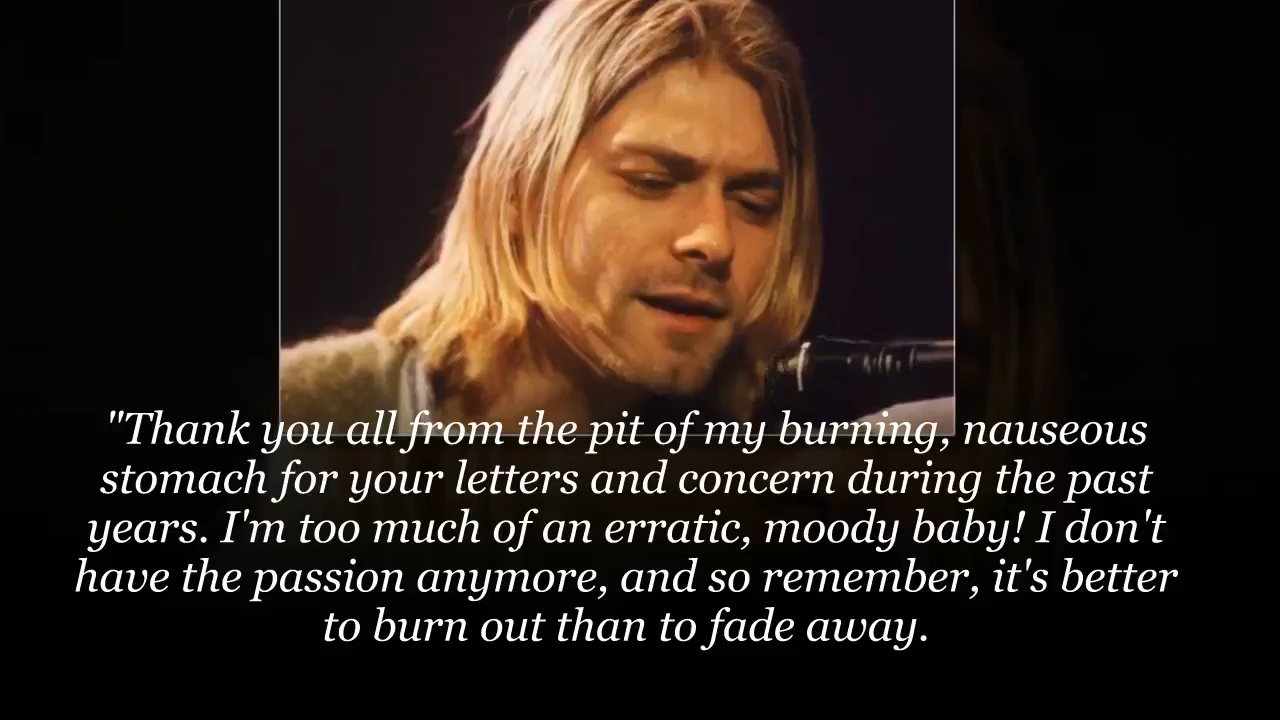 "Thank you all from the pit of my burning, nauseous
stomach for your letters and concern during the past
years. I'm too much of an erratic, moody baby! I don't
have the passion anymore, and so remember, it's better
to burn out than to fade away.